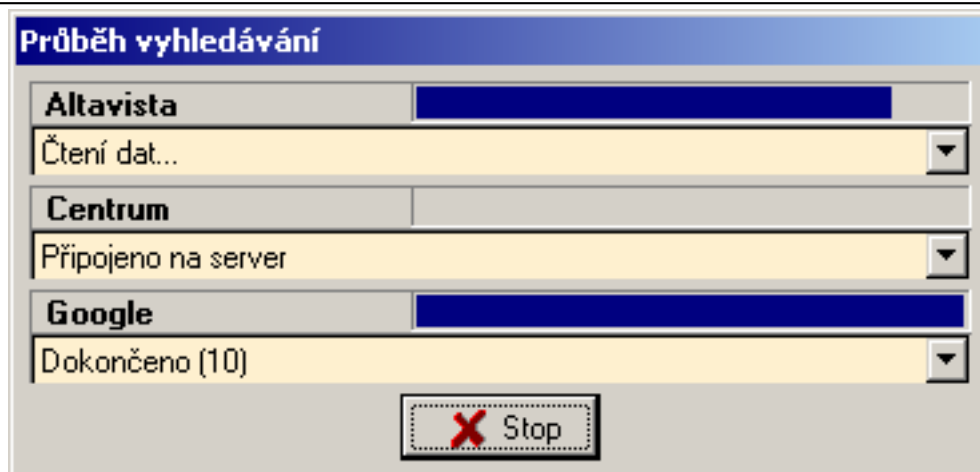 Průběh vyhledávání
Altavista
Čtení dat...
Centrum
Připojeno na server
Google
Dokončeno (10)
Stop